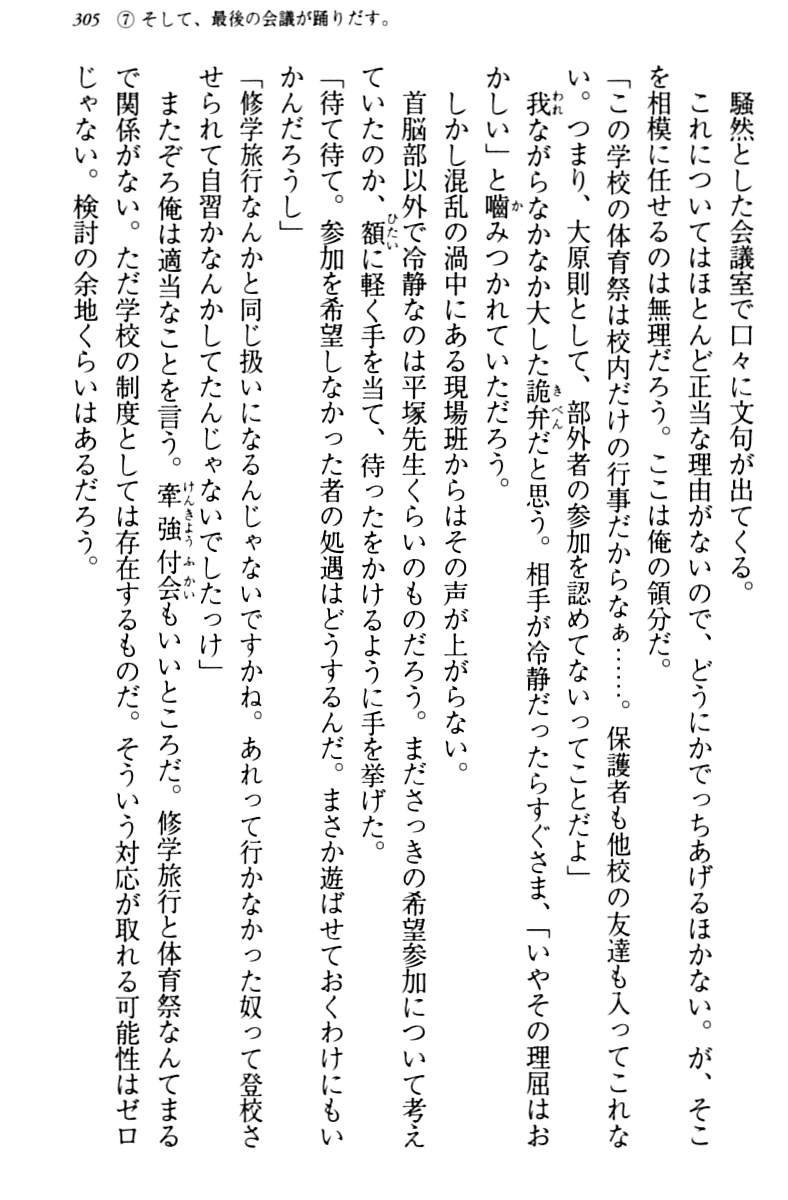 305 ⑦そして、最後の会議が踊りだす。
騒然とした会議室で口々に文句が出てくる。
これについてはほとんど正当な理由がないので、どうにかでっちあげるほかない。が、そこ
を相模に任せるのは無理だろう。ここは俺の領分だ。
「この学校の体育祭は校内だけの行事だからなぁ……。保護者も他校の友達も入ってこれな
い。つまり、大原則として、部外者の参加を認めてないってことだよ」
我ながらなかなか大した詭弁だと思う。相手が冷静だったらすぐさま、「いやその理屈はお
かしい」と嚙みつかれていただろう。
しかし混乱の渦中にある現場班からはその声が上がらない。
首脳部以外で冷静なのは平塚先生くらいのものだろう。まださっきの希望参加について考え
ていたのか、額に軽く手を当て、待ったをかけるように手を挙げた。
「待て待て。参加を希望しなかった者の処遇はどうするんだ。まさか遊ばせておくわけにもい
かんだろうし」
「修学旅行なんかと同じ扱いになるんじゃないですかね。あれって行かなかった奴って登校さ
せられて自習かなんかしてたんじゃないでしたっけ」
またぞろ俺は適当なことを言う。牽強付会もいいところだ。修学旅行と体育祭なんてまる
で関係がない。ただ学校の制度としては存在するものだ。そういう対応が取れる可能性はゼロ
じゃない。検討の余地くらいはあるだろう。